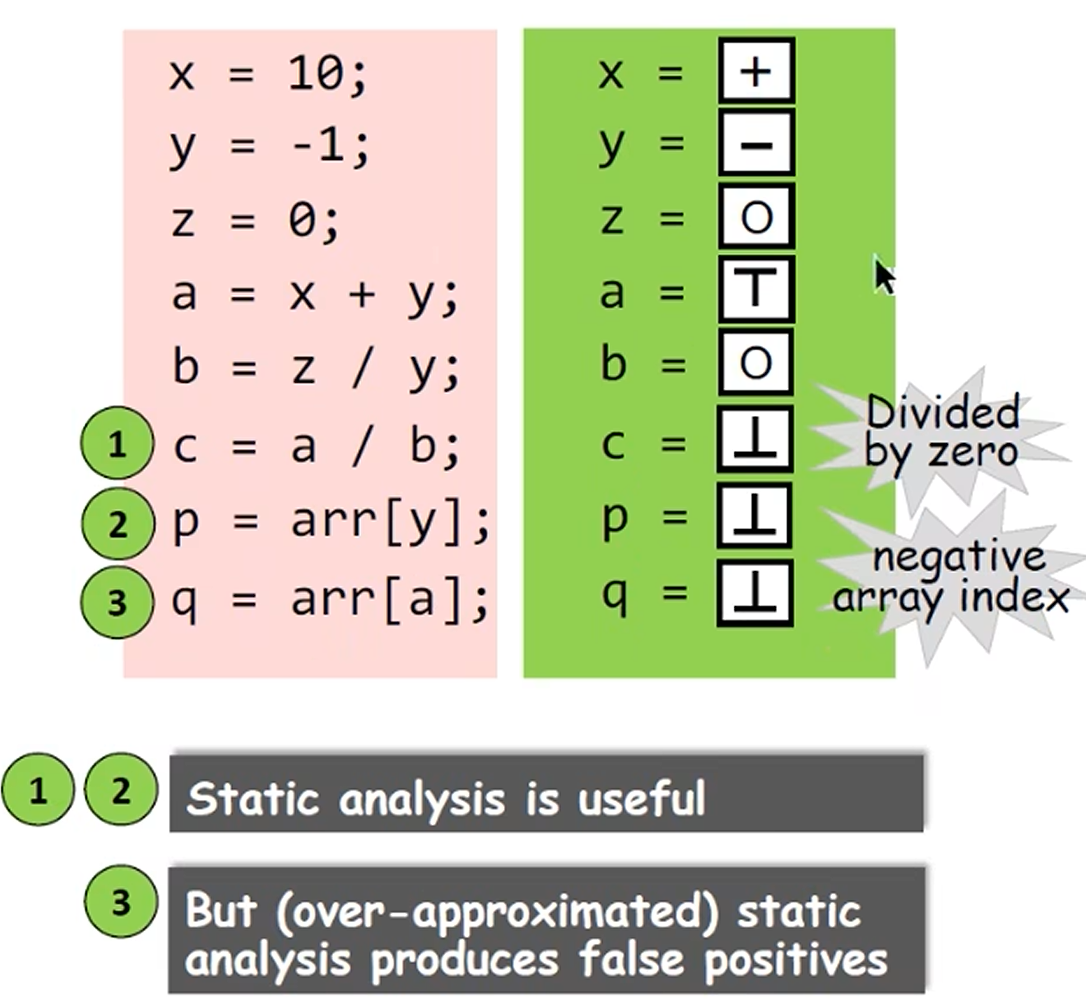 x = 10;
y = -1;
z = 0;
a = x + y;
b = z / y;
1 c = a / b;
2 p = arr[y];
3 q = arr[a];
x = +
y = −
z = O
a = ⊤
b = O
c = ⊥
p = ⊥
q = ⊥
Divided
by zero
negative
array index
1 2 Static analysis is useful
3 But (over-approximated) static
analysis produces false positives